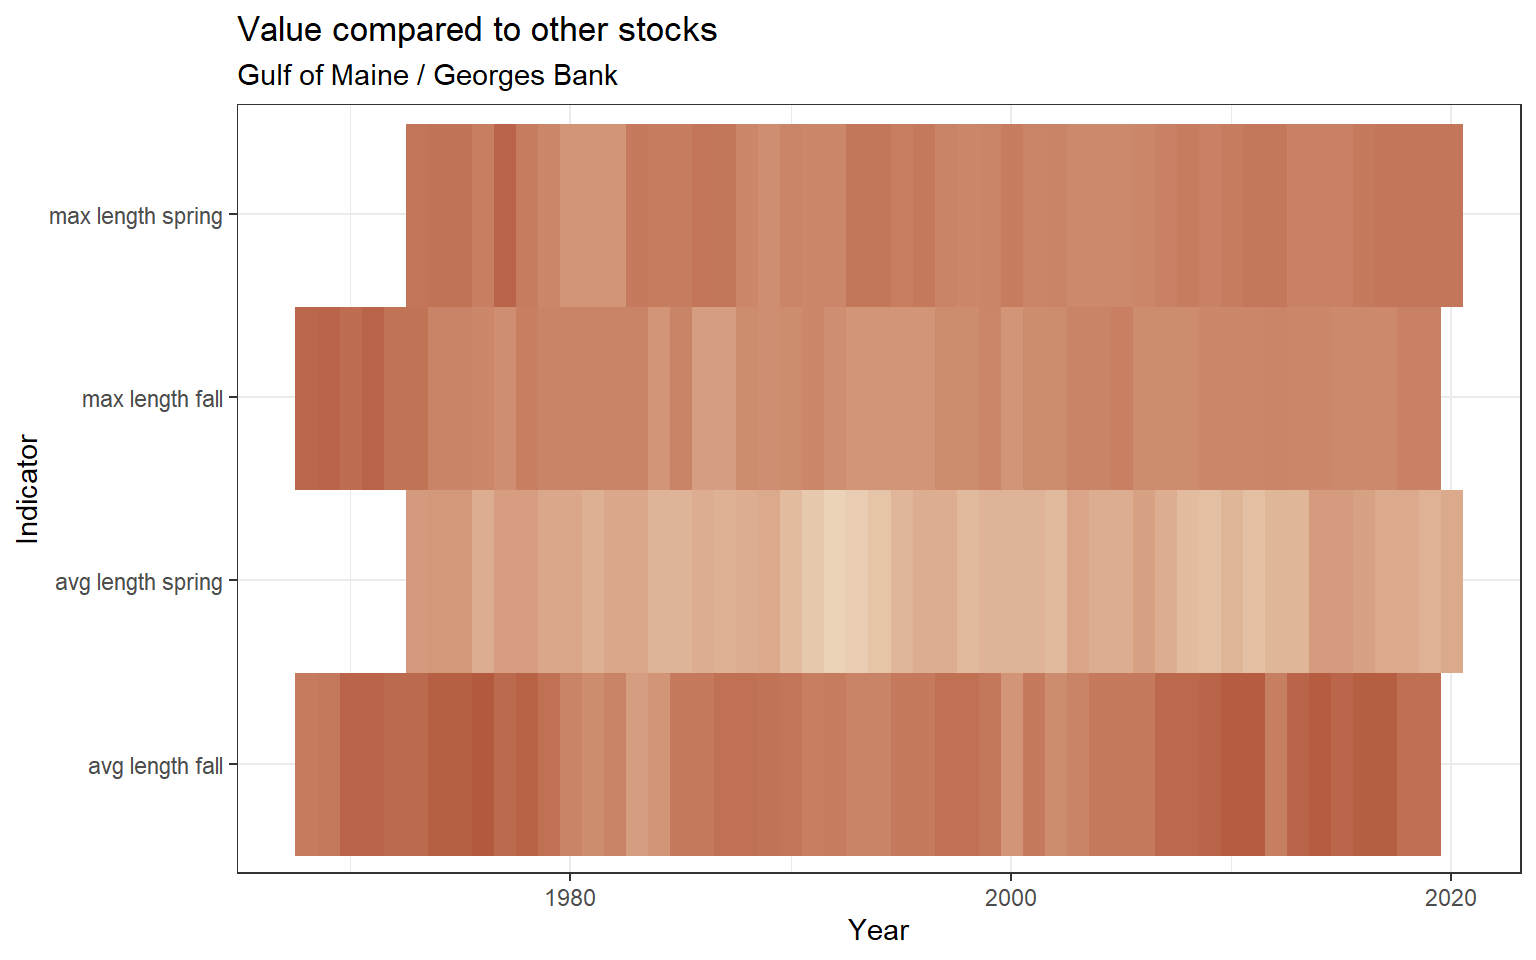 Value compared to other stocks
Gulf of Maine / Georges Bank
Indicator
max length spring
max length fall
avg length spring
avg length fall
1980
2000
2020
Year